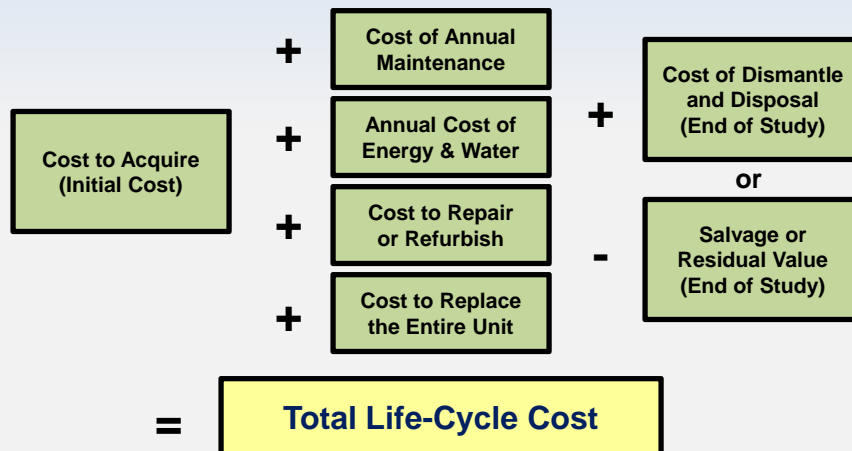 Cost to Acquire
(Initial Cost)
+
Cost of Annual
Maintenance
+
Annual Cost of
Energy & Water
+
Cost to Repair
or Refurbish
+
Cost to Replace
the Entire Unit
+
Cost of Dismantle
and Disposal
(End of Study)
or
-
Salvage or
Residual Value
(End of Study)
=
Total Life-Cycle Cost